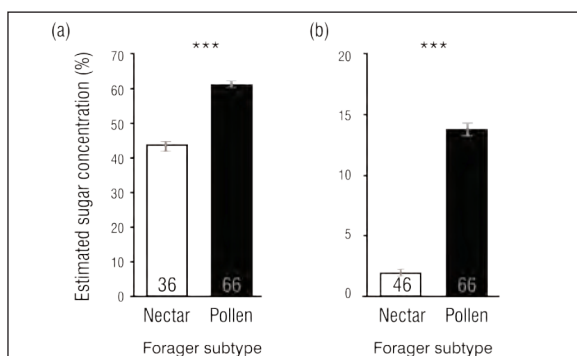 (a)
***
Estimated sugar concentration (%)
70
60
50
40
30
20
10
0
36
66
Nectar
Pollen
Forager subtype
(b)
***
20
15
10
5
0
46
66
Nectar
Pollen
Forager subtype